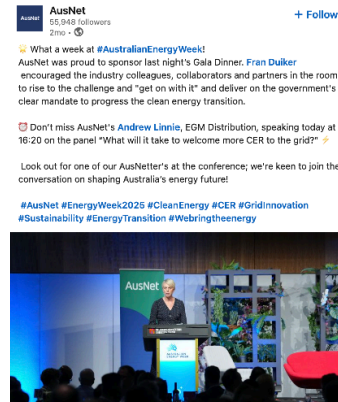 AusNet
AusNet
55,948 followers
2mo •
+ Follow
What a week at #AustralianEnergyWeek!
AusNet was proud to sponsor last night's Gala Dinner. Fran Duiker
encouraged the industry colleagues, collaborators and partners in the room
to rise to the challenge and "get on with it" and deliver on the government's
clear mandate to progress the clean energy transition.
⏰ Don't miss AusNet's Andrew Linnie, EGM Distribution, speaking today at
16:20 on the panel "What will it take to welcome more CER to the grid?" ⚡
Look out for one of our AusNetter's at the conference; we're keen to join the
conversation on shaping Australia's energy future!
#AusNet #EnergyWeek2025 #CleanEnergy #CER #GridInnovation
#Sustainability #EnergyTransition #Webringtheenergy
AusNet